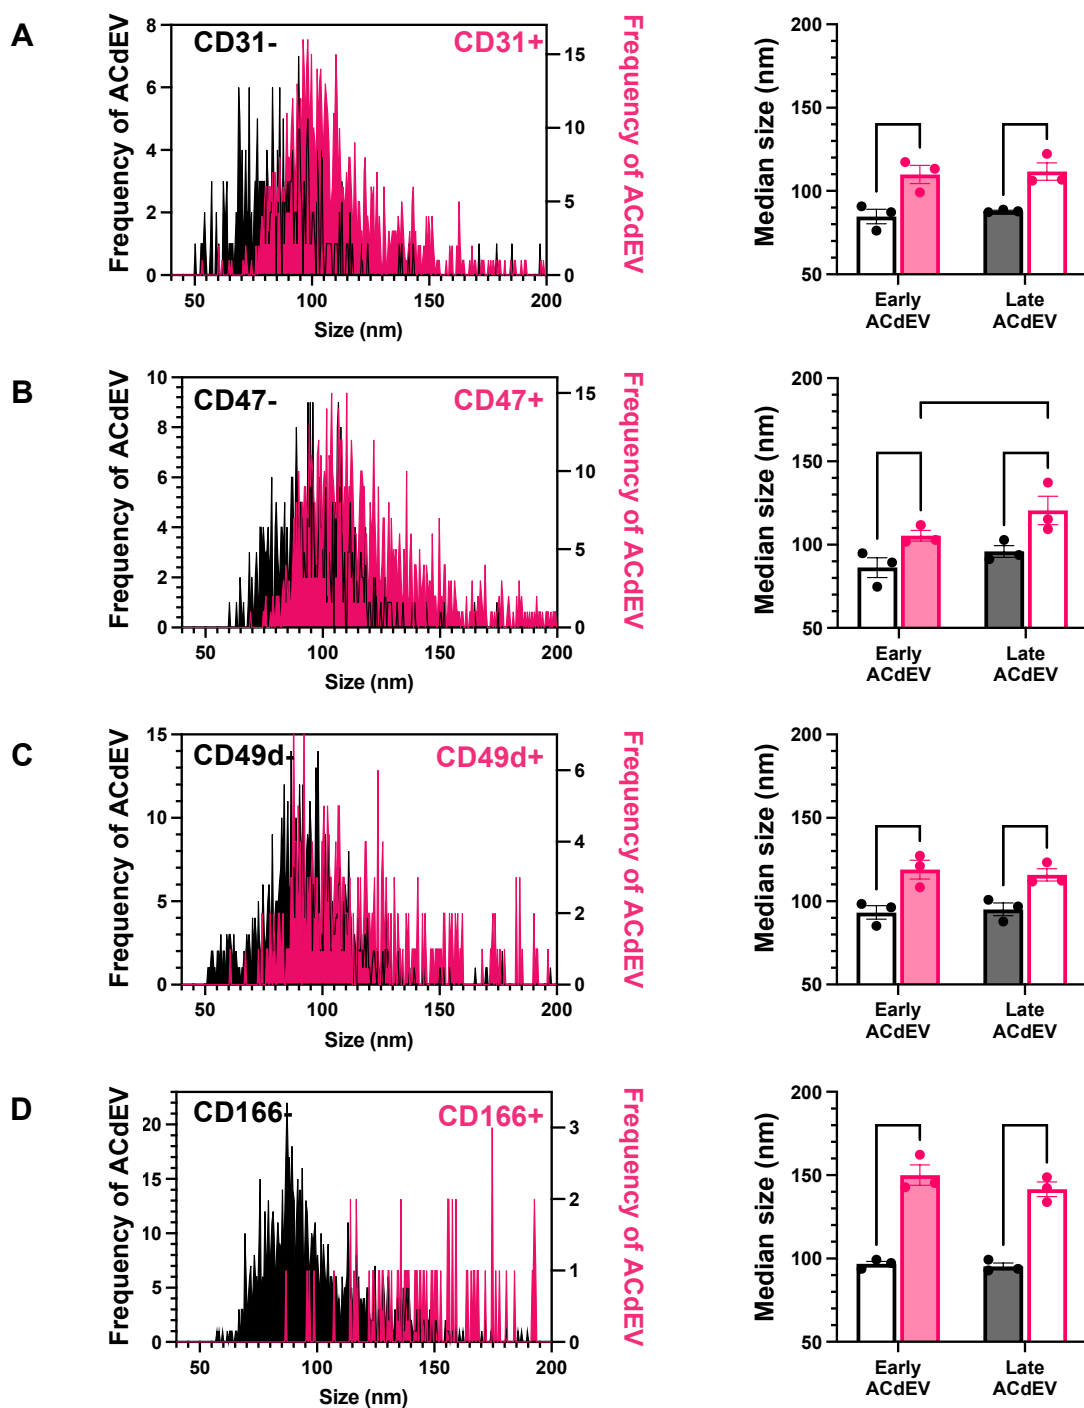 A
Frequency of ACdEV
CD31-
CD31+
Frequency of ACdEV
8
6
4
2
0
15
10
5
0
50
100
150
200
Size (nm)
Median size (nm)
200
150
100
50
Early
ACdEV
Late
ACdEV
B
Frequency of ACdEV
CD47-
CD47+
Frequency of ACdEV
10
8
6
4
2
0
15
10
5
0
50
100
150
200
Size (nm)
Median size (nm)
200
150
100
50
Early
ACdEV
Late
ACdEV
C
Frequency of ACdEV
CD49d-
CD49d+
Frequency of ACdEV
15
10
5
0
6
4
2
0
50
100
150
200
Size (nm)
Median size (nm)
200
150
100
50
Early
ACdEV
Late
ACdEV
D
Frequency of ACdEV
CD166-
CD166+
Frequency of ACdEV
20
15
10
5
0
3
2
1
0
50
100
150
200
Size (nm)
Median size (nm)
200
150
100
50
Early
ACdEV
Late
ACdEV